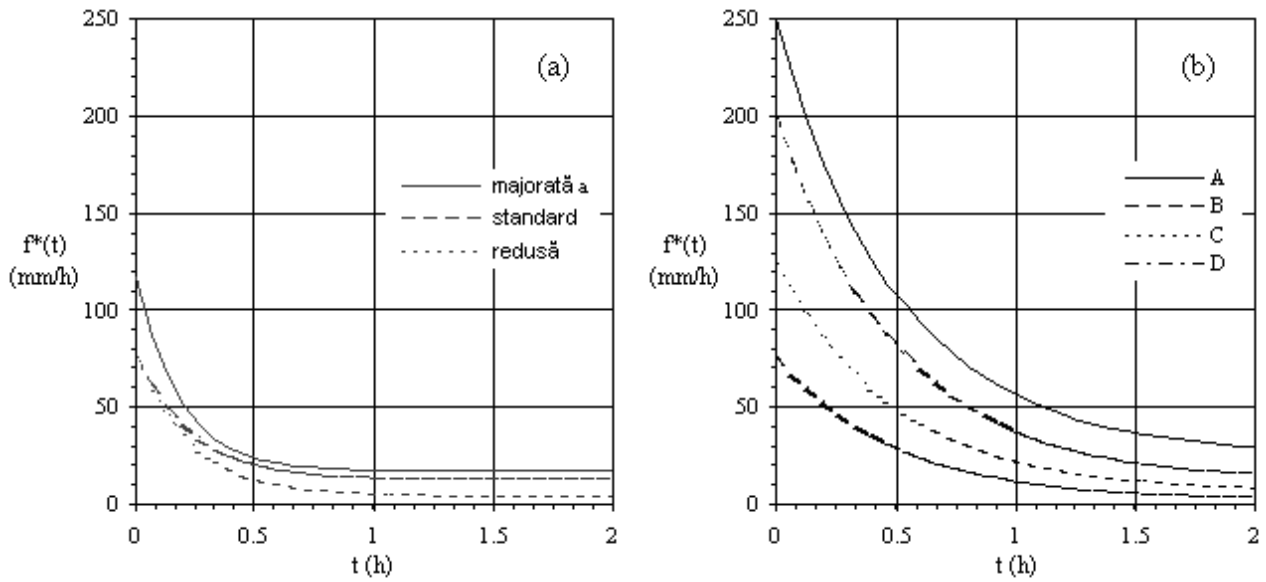 250
200
150
100
50
0
f*(t)
(mm/h)
(a)
majorată a
standard
redusă
0 0.5 1 1.5 2
t (h)
250
200
150
100
50
0
f*(t)
(mm/h)
(b)
A
B
C
D
0 0.5 1 1.5 2
t (h)